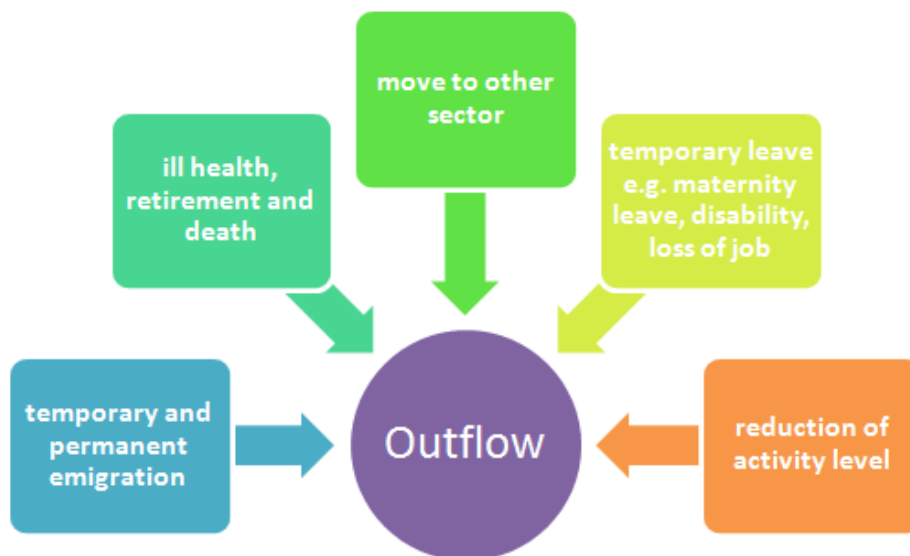 move to other
sector
ill health,
retirement and
death
temporary leave
e.g. maternity
leave, disability,
loss of job
temporary and
permanent
emigration
Outflow
reduction of
activity level